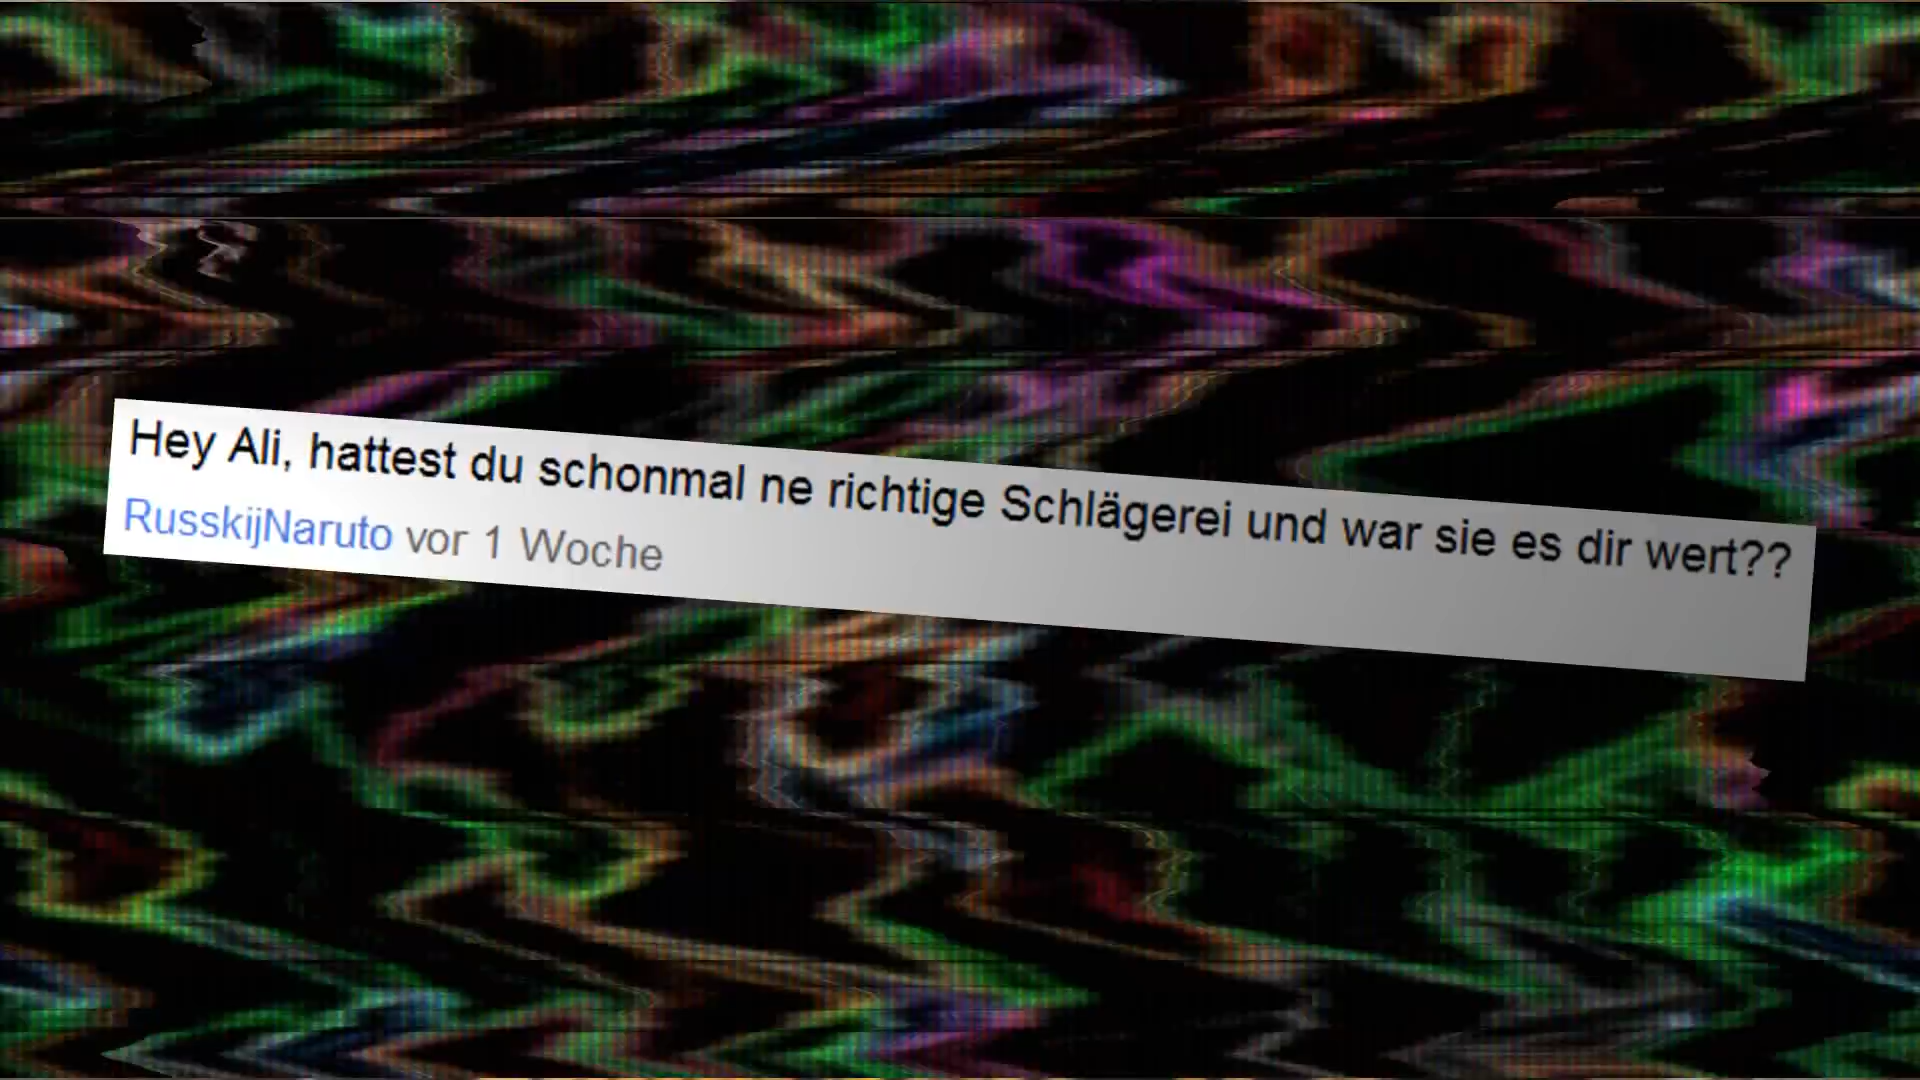 Hey Ali, hattest du schonmal ne richtige Schlägerei und war sie es dir wert??
RusskijNaruto vor 1 Woche